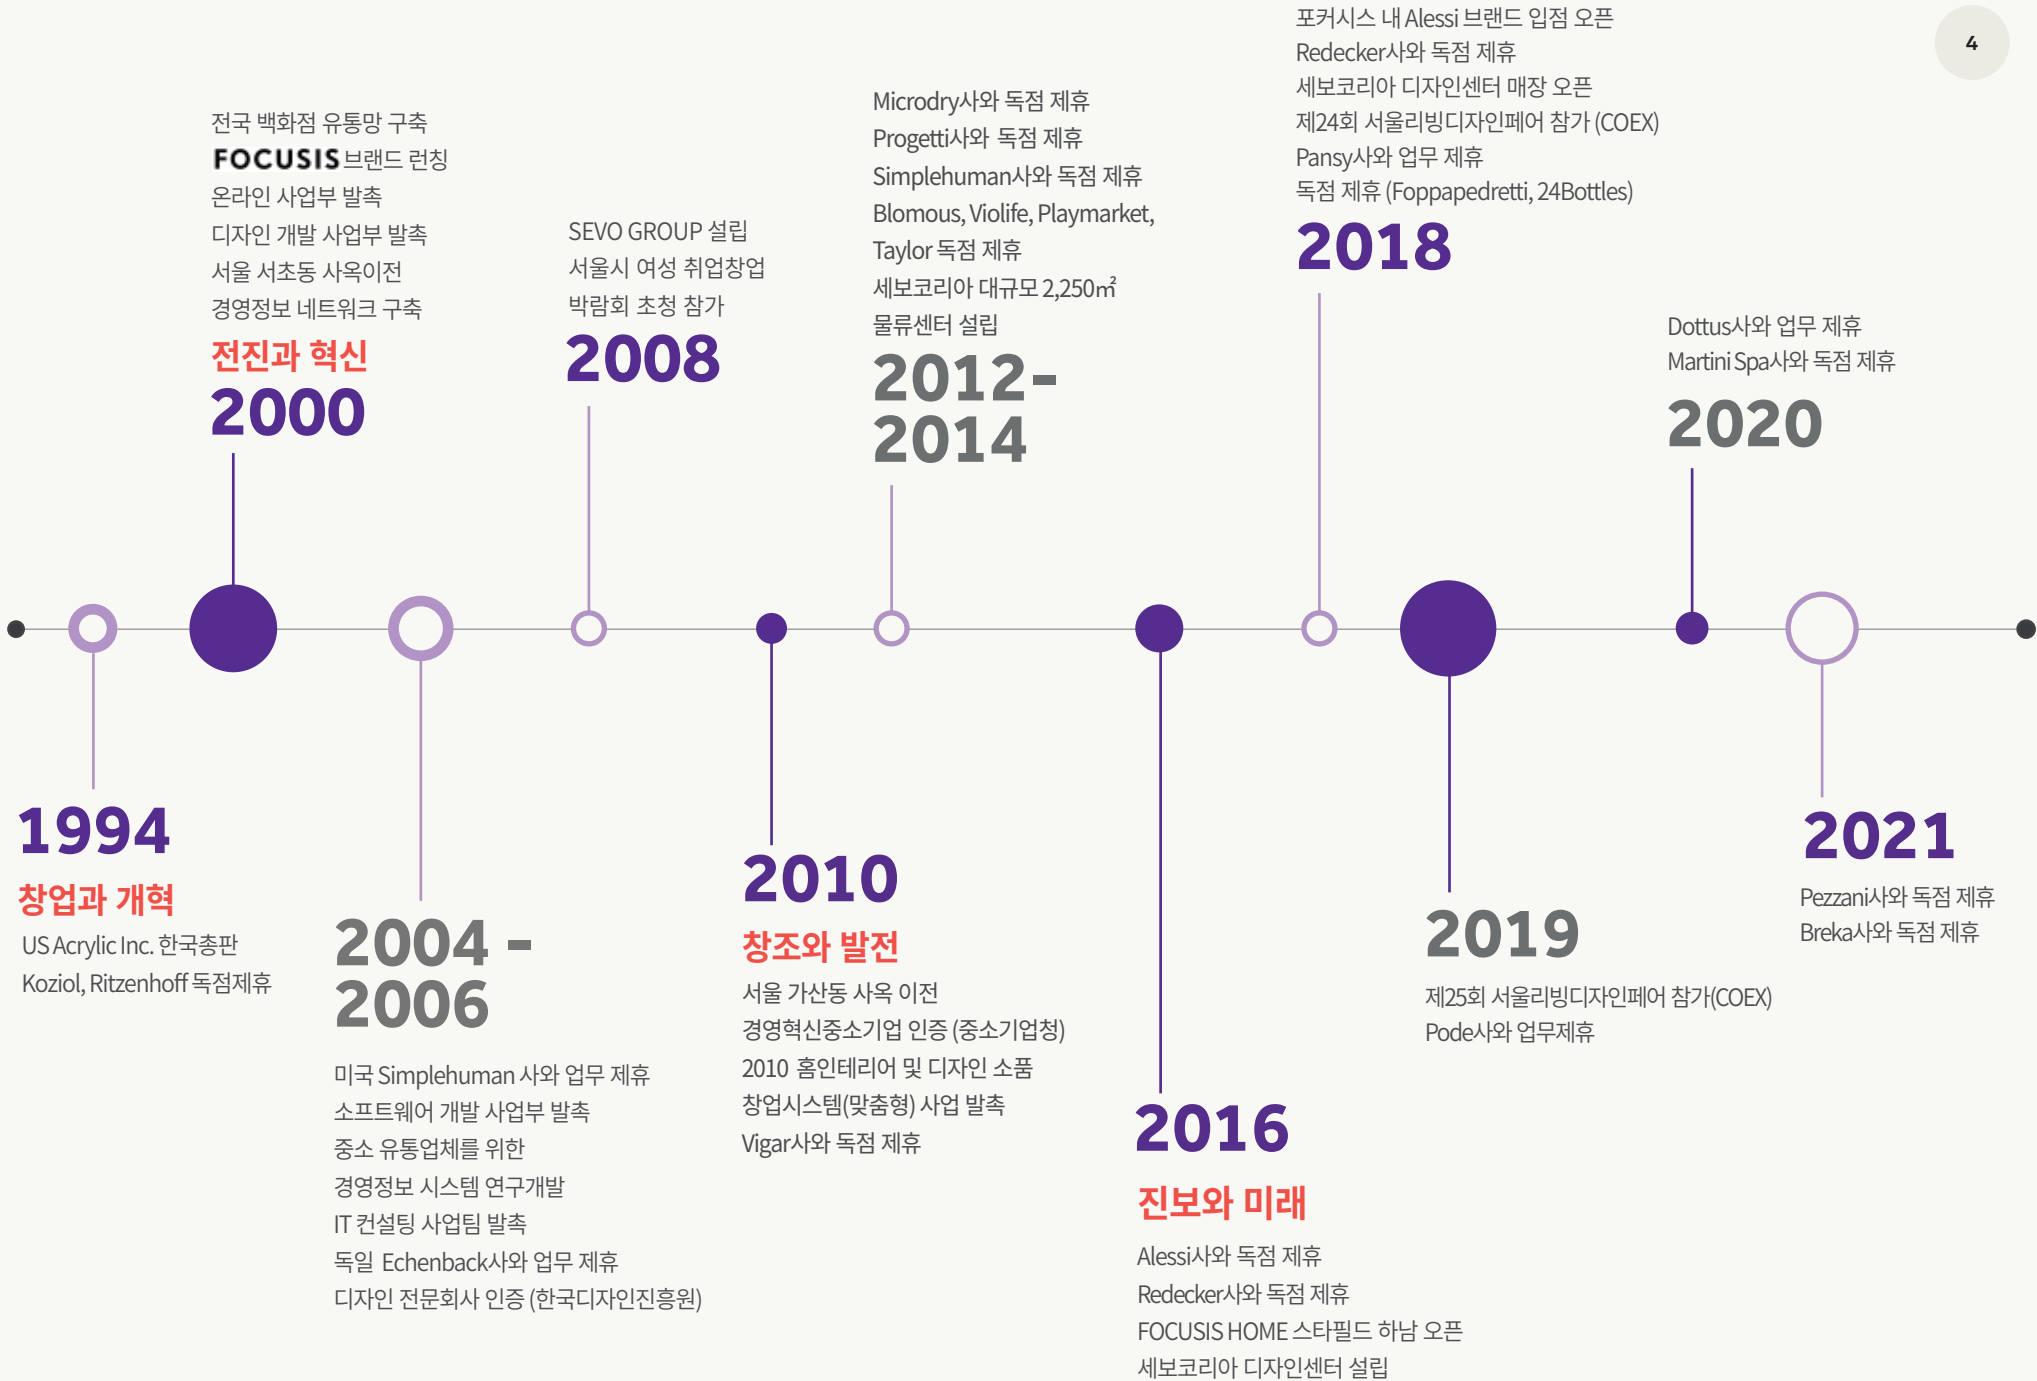 4
1994
창업과 개혁
US Acrylic Inc. 한국총판
Koziol, Ritzenhoff 독점제휴
전국 백화점 유통망 구축
FOCUSIS 브랜드 런칭
온라인 사업부 발촉
디자인 개발 사업부 발촉
서울 서초동 사옥이전
경영정보 네트워크 구축
전진과 혁신
2000
2004 -
2006
미국 Simplehuman 사와 업무 제휴
소프트웨어 개발 사업부 발촉
중소 유통업체를 위한
경영정보 시스템 연구개발
IT 컨설팅 사업팀 발촉
독일 Echenback사와 업무 제휴
디자인 전문회사 인증 (한국디자인진흥원)
SEVO GROUP 설립
서울시 여성 취업창업
박람회 초청 참가
2008
2010
창조와 발전
서울 가산동 사옥 이전
경영혁신중소기업 인증 (중소기업청)
2010 홈인테리어 및 디자인 소품
창업시스템(맞춤형) 사업 발촉
Vigar사와 독점 제휴
Microdry사와 독점 제휴
Progetti사와 독점 제휴
Simplehuman사와 독점 제휴
Blomous, Violife, Playmarket,
Taylor 독점 제휴
세보코리아 대규모 2,250㎡
물류센터 설립
2012-
2014
2016
진보와 미래
Alessi사와 독점 제휴
Redecker사와 독점 제휴
FOCUSIS HOME 스타필드 하남 오픈
세보코리아 디자인센터 설립
포커시스 내 Alessi 브랜드 입점 오픈
Redecker사와 독점 제휴
세보코리아 디자인센터 매장 오픈
제24회 서울리빙디자인페어 참가 (COEX)
Pansy사와 업무 제휴
독점 제휴 (Foppapedretti, 24Bottles)
2018
2019
제25회 서울리빙디자인페어 참가(COEX)
Pode사와 업무제휴
Dottus사와 업무 제휴
Martini Spa사와 독점 제휴
2020
2021
Pezzani사와 독점 제휴
Breka사와 독점 제휴